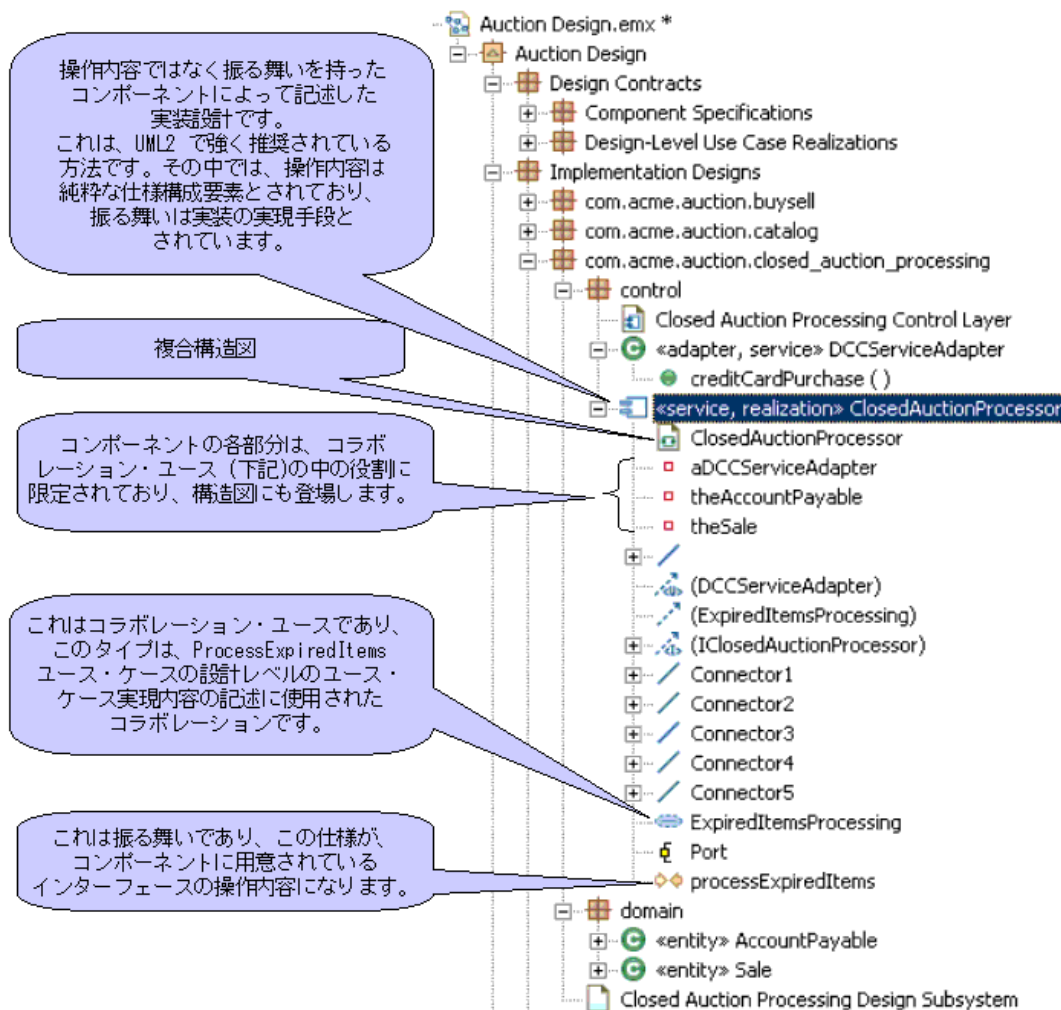 Auction Design.emx *
Auction Design
Design Contracts
Component Specifications
Design-Level Use Case Realizations
Implementation Designs
com.acme.auction.buysell
com.acme.auction.catalog
com.acme.auction.closed_auction_processing
control
Closed Auction Processing Control Layer
«adapter, service» DCCServiceAdapter
creditCardPurchase ( )
«service, realization» ClosedAuctionProcessor
ClosedAuctionProcessor
aDCCServiceAdapter
theAccountPayable
theSale
(DCCServiceAdapter)
(ExpiredItemsProcessing)
(IClosedAuctionProcessor)
Connector1
Connector2
Connector3
Connector4
Connector5
ExpiredItemsProcessing
Port
processExpiredItems
domain
«entity» AccountPayable
«entity» Sale
Closed Auction Processing Design Subsystem
操作内容ではなく振る舞いを持った
コンポーネントによって記述した
実装設計です。
これは、UML2 で強く推奨されている
方法です。その中では、操作内容は
純粋な仕様構成要素とされており、
振る舞いは実装の実現手段と
されています。
複合構造図
コンポーネントの各部分は、コラボ
レーション・ユース (下記)の中の役割に
限定されており、構造図にも登場します。
これはコラボレーション・ユースであり、
このタイプは、ProcessExpiredItems
ユース・ケースの設計レベルのユース・
ケース実現内容の記述に使用された
コラボレーションです。
これは振る舞いであり、この仕様が、
コンポーネントに用意されている
インターフェースの操作内容になります。